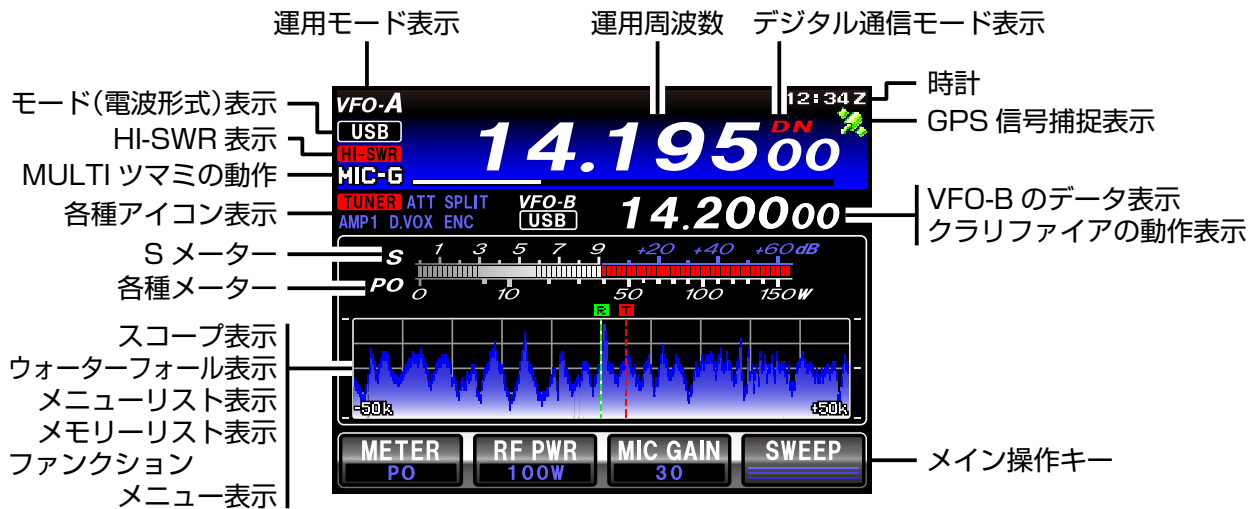 運用モード表示
運用周波数
デジタル通信モード表示
モード(電波形式)表示
HI-SWR 表示
MULTI ツマミの動作
各種アイコン表示
S メーター
各種メーター
スコープ表示
ウォーターフォール表示
メニューリスト表示
メモリーリスト表示
ファンクション
メニュー表示
時計
GPS 信号捕捉表示
VFO-B のデータ表示
クラリファイアの動作表示
メイン操作キー
VFO-A
12:34Z
USB
14.19500
DN
HI-SWR
MIC-G
TUNER ATT SPLIT
AMP1 D.VOX ENC
VFO-B
USB
14.20000
S 1 3 5 7 9 +20 +40 +60dB
PO 0 10 50 100 150W
R T
-50k +50k
METER RF PWR MIC GAIN SWEEP
PO 100W 30